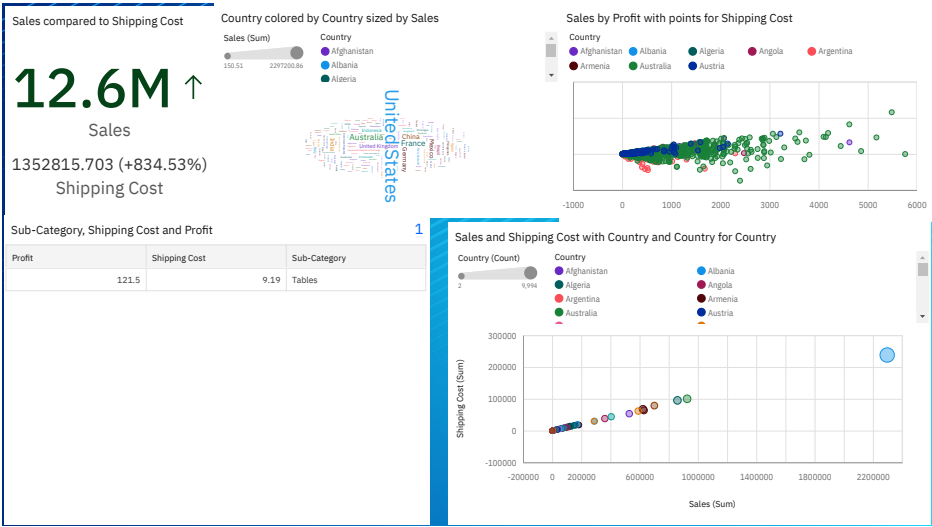 Sales compared to Shipping Cost
12.6M ↑
Sales
1352815.703 (+834.53%)
Shipping Cost
Country colored by Country sized by Sales
Sales (Sum)
150.51 2297200.86
Country
Afghanistan
Albania
Algeria
United States
Australia
China
France
United Kingdom
Germany
Mexico
Sales by Profit with points for Shipping Cost
Country
Afghanistan Albania Algeria Angola Argentina
Armenia Australia Austria
-1000 0 1000 2000 3000 4000 5000 6000
Sub-Category, Shipping Cost and Profit 1
Profit Shipping Cost Sub-Category
121.5 9.19 Tables
Sales and Shipping Cost with Country and Country for Country
Country (Count)
2 9,994
Country
Afghanistan Albania
Algeria Angola
Argentina Armenia
Australia Austria
Shipping Cost (Sum)
300000
200000
100000
0
-100000
-200000 0 200000 600000 1000000 1400000 1800000 2200000
Sales (Sum)